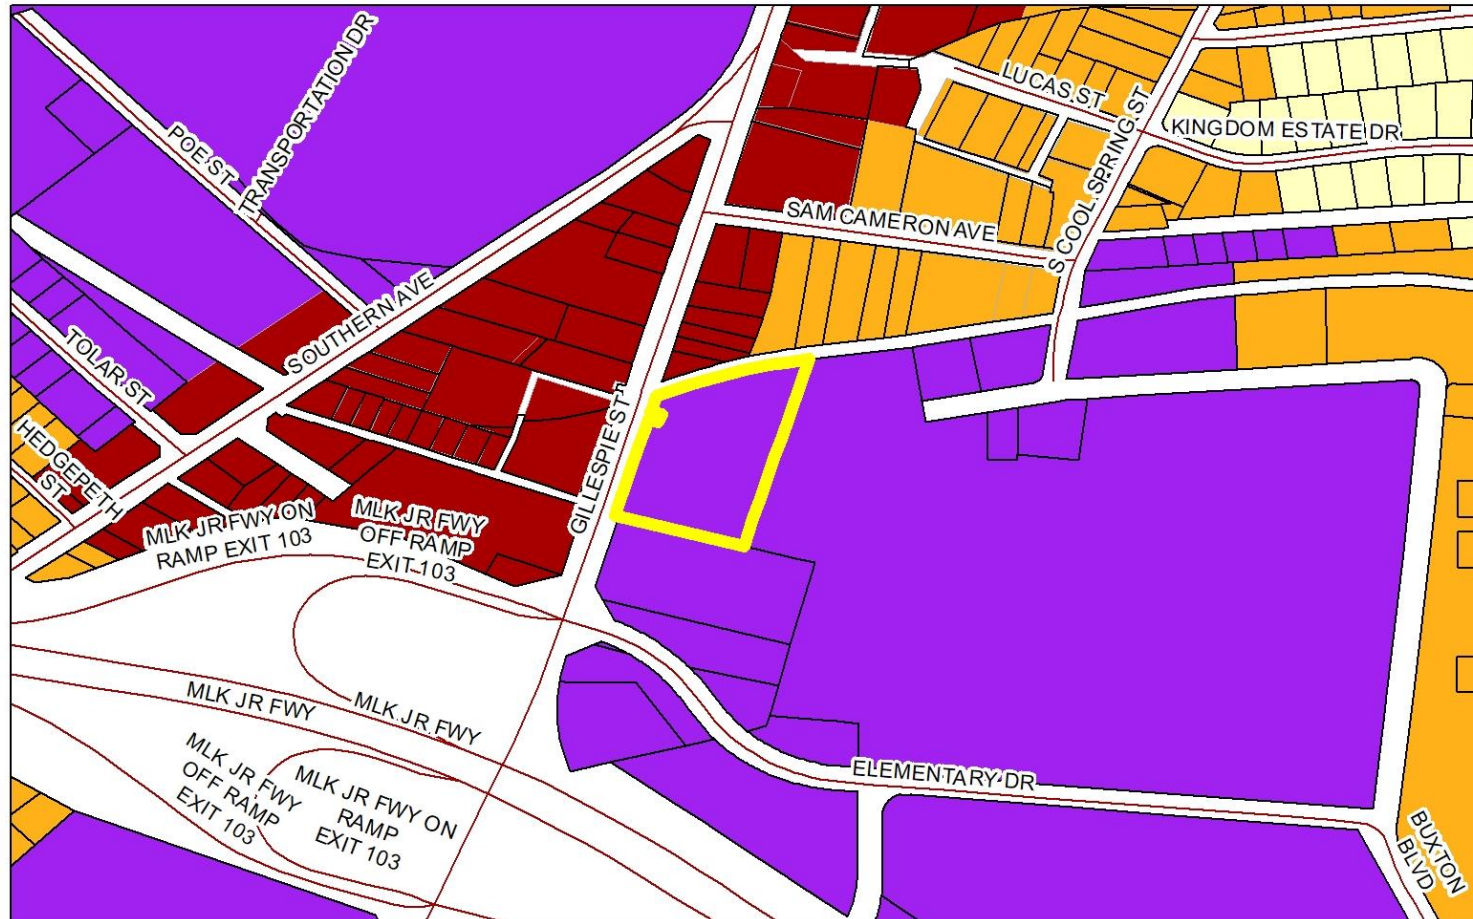 TRANSPORTATION DR
POE ST
LUCAS ST
KINGDOM ESTATE DR
S COOL SPRING ST
SAM CAMERON AVE
SOUTHERN AVE
TOLAR ST
GILLESPIE ST
HEDGEPETH
ST
MLK JR FWY ON
RAMP EXIT 103
MLK JR FWY
OFF RAMP
EXIT 103
MLK JR FWY
MLK JR FWY
MLK JR FWY
OFF RAMP
EXIT 103
MLK JR FWY ON
RAMP
EXIT 103
ELEMENTARY DR
BUXTON
BLVD